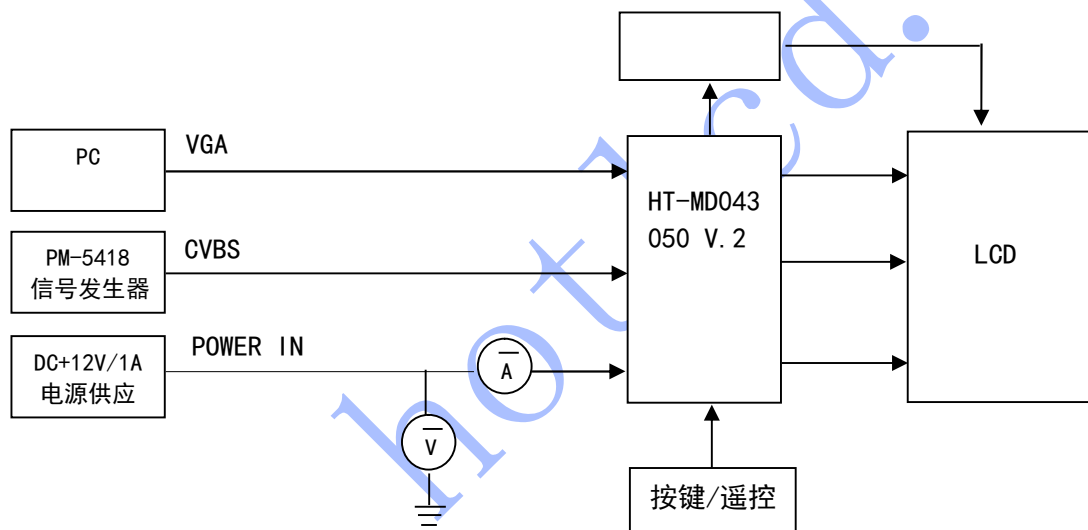 PC
VGA
HT-MD043
050 V.2
LCD
PM-5418
信号发生器
CVBS
DC+12V/1A
电源供应
POWER IN
A
V
按键/遥控
hotlcd.